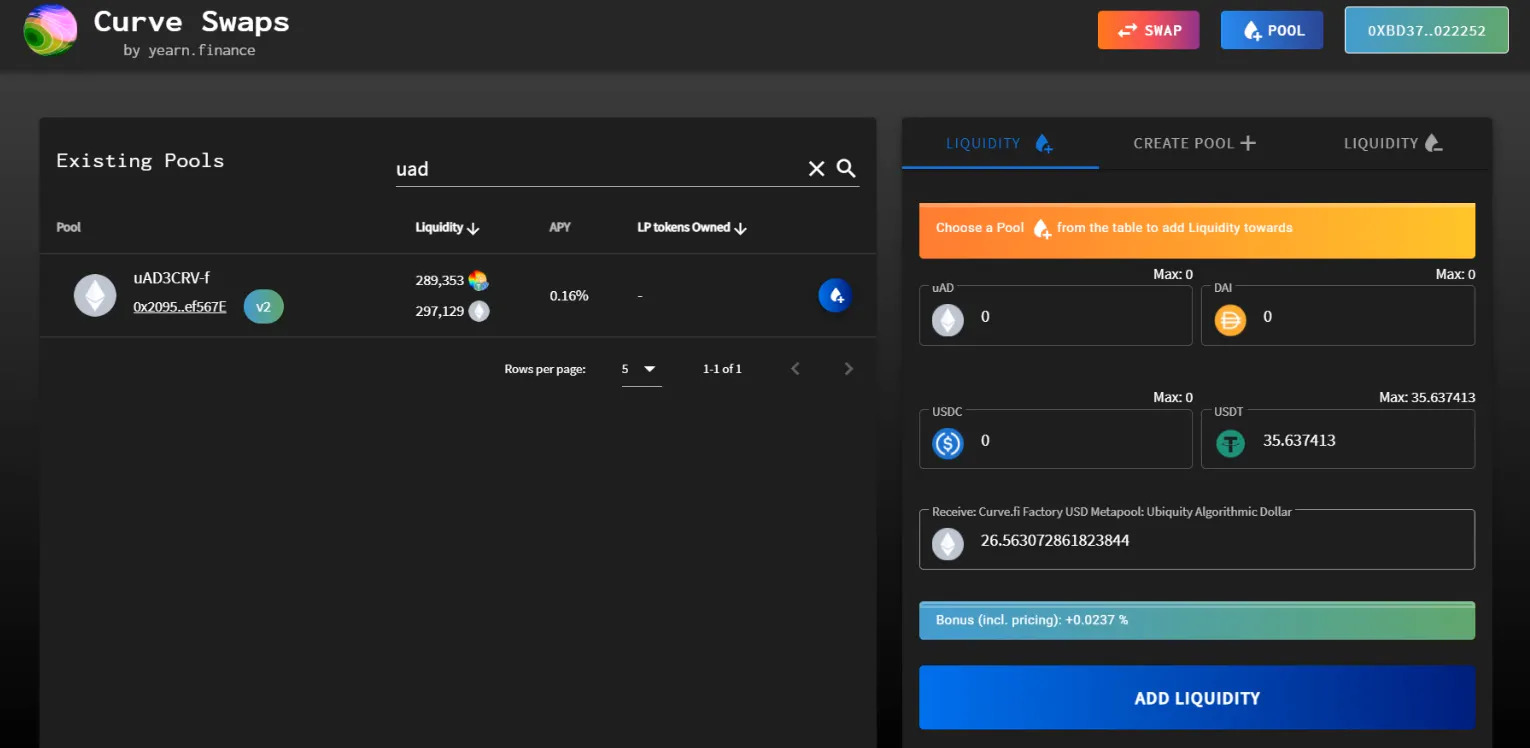 Curve Swaps
by yearn.finance
SWAP
POOL
0XBD37..022252
Existing Pools
uad
Pool
Liquidity
APY
LP tokens Owned
uAD3CRV-f
0x2095..ef567E
v2
289,353
297,129
0.16%
-
Rows per page:
5
1-1 of 1
LIQUIDITY
CREATE POOL
LIQUIDITY
Choose a Pool from the table to add Liquidity towards
Max: 0
Max: 0
uAD
0
DAI
0
Max: 0
Max: 35.637413
USDC
0
USDT
35.637413
Receive: Curve.fi Factory USD Metapool: Ubiquity Algorithmic Dollar
26.563072861823844
Bonus (incl. pricing): +0.0237 %
ADD LIQUIDITY